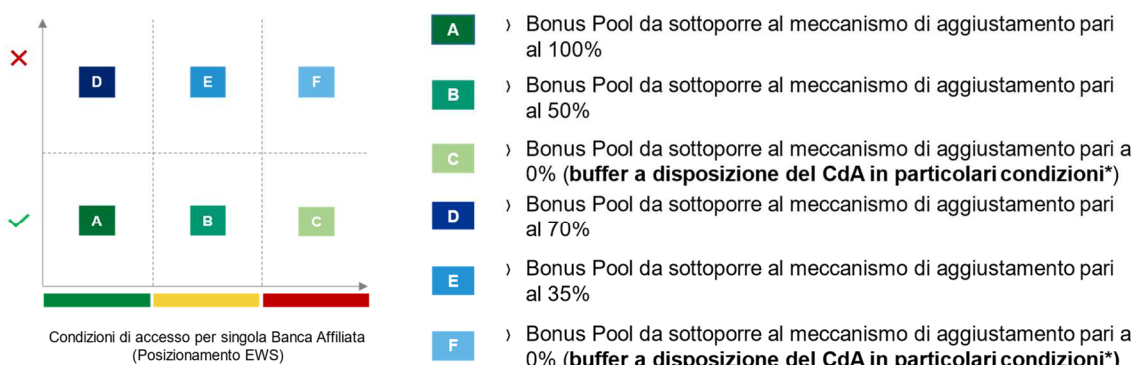 D
E
F
A
B
C
Condizioni di accesso per singola Banca Affiliata
(Posizionamento EWS)
A
› Bonus Pool da sottoporre al meccanismo di aggiustamento pari
al 100%
B
› Bonus Pool da sottoporre al meccanismo di aggiustamento pari
al 50%
C
› Bonus Pool da sottoporre al meccanismo di aggiustamento pari a
0% (buffer a disposizione del CdA in particolari condizioni*)
D
› Bonus Pool da sottoporre al meccanismo di aggiustamento pari
al 70%
E
› Bonus Pool da sottoporre al meccanismo di aggiustamento pari
al 35%
F
› Bonus Pool da sottoporre al meccanismo di aggiustamento pari a
0% (buffer a disposizione del CdA in particolari condizioni*)